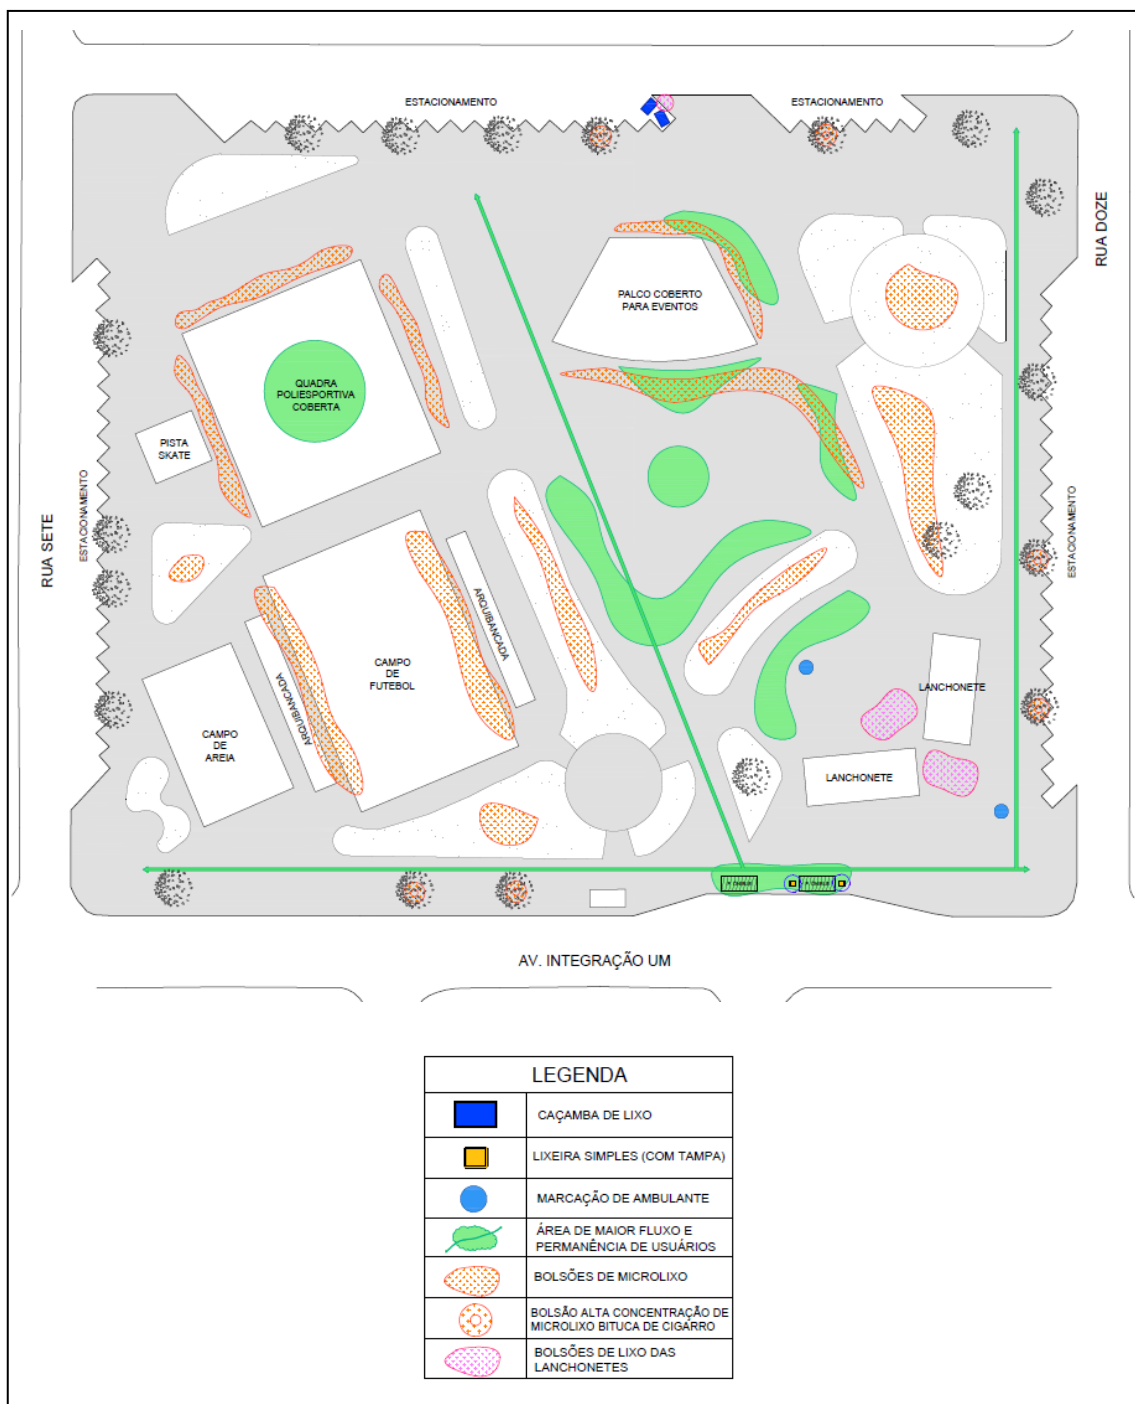 ESTACIONAMENTO
ESTACIONAMENTO
RUA DOZE
PALCO COBERTO
PARA EVENTOS
QUADRA
POLIESPORTIVA
COBERTA
PISTA
SKATE
ESTACIONAMENTO
RUA SETE
ESTACIONAMENTO
ARQUIBANCADA
CAMPO
DE
FUTEBOL
ARQUIBANCADA
CAMPO
DE
AREIA
LANCHONETE
LANCHONETE
AV. INTEGRAÇÃO UM
LEGENDA
CAÇAMBA DE LIXO
LIXEIRA SIMPLES (COM TAMPA)
MARCAÇÃO DE AMBULANTE
ÁREA DE MAIOR FLUXO E
PERMANÊNCIA DE USUÁRIOS
BOLSÕES DE MICROLIXO
BOLSÃO ALTA CONCENTRAÇÃO DE
MICROLIXO BITUCA DE CIGARRO
BOLSÕES DE LIXO DAS
LANCHONETES